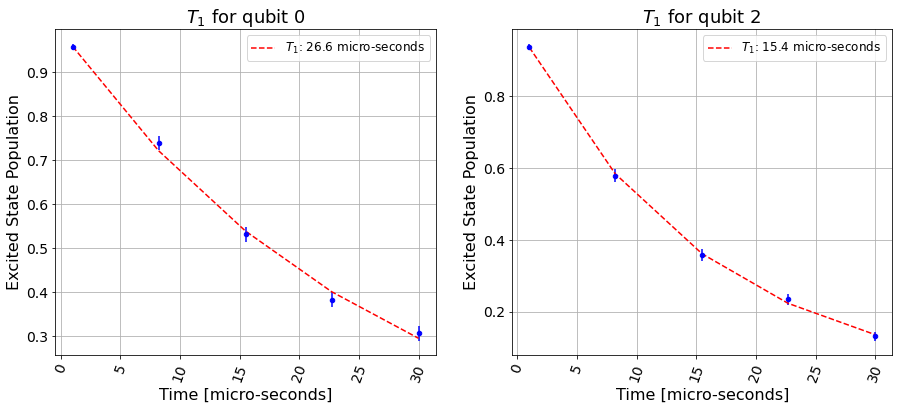 T₁ for qubit 0
Excited State Population
0.9
0.8
0.7
0.6
0.5
0.4
0.3
T₁: 26.6 micro-seconds
0 5 10 15 20 25 30
Time [micro-seconds]
T₁ for qubit 2
Excited State Population
0.8
0.6
0.4
0.2
T₁: 15.4 micro-seconds
0 5 10 15 20 25 30
Time [micro-seconds]